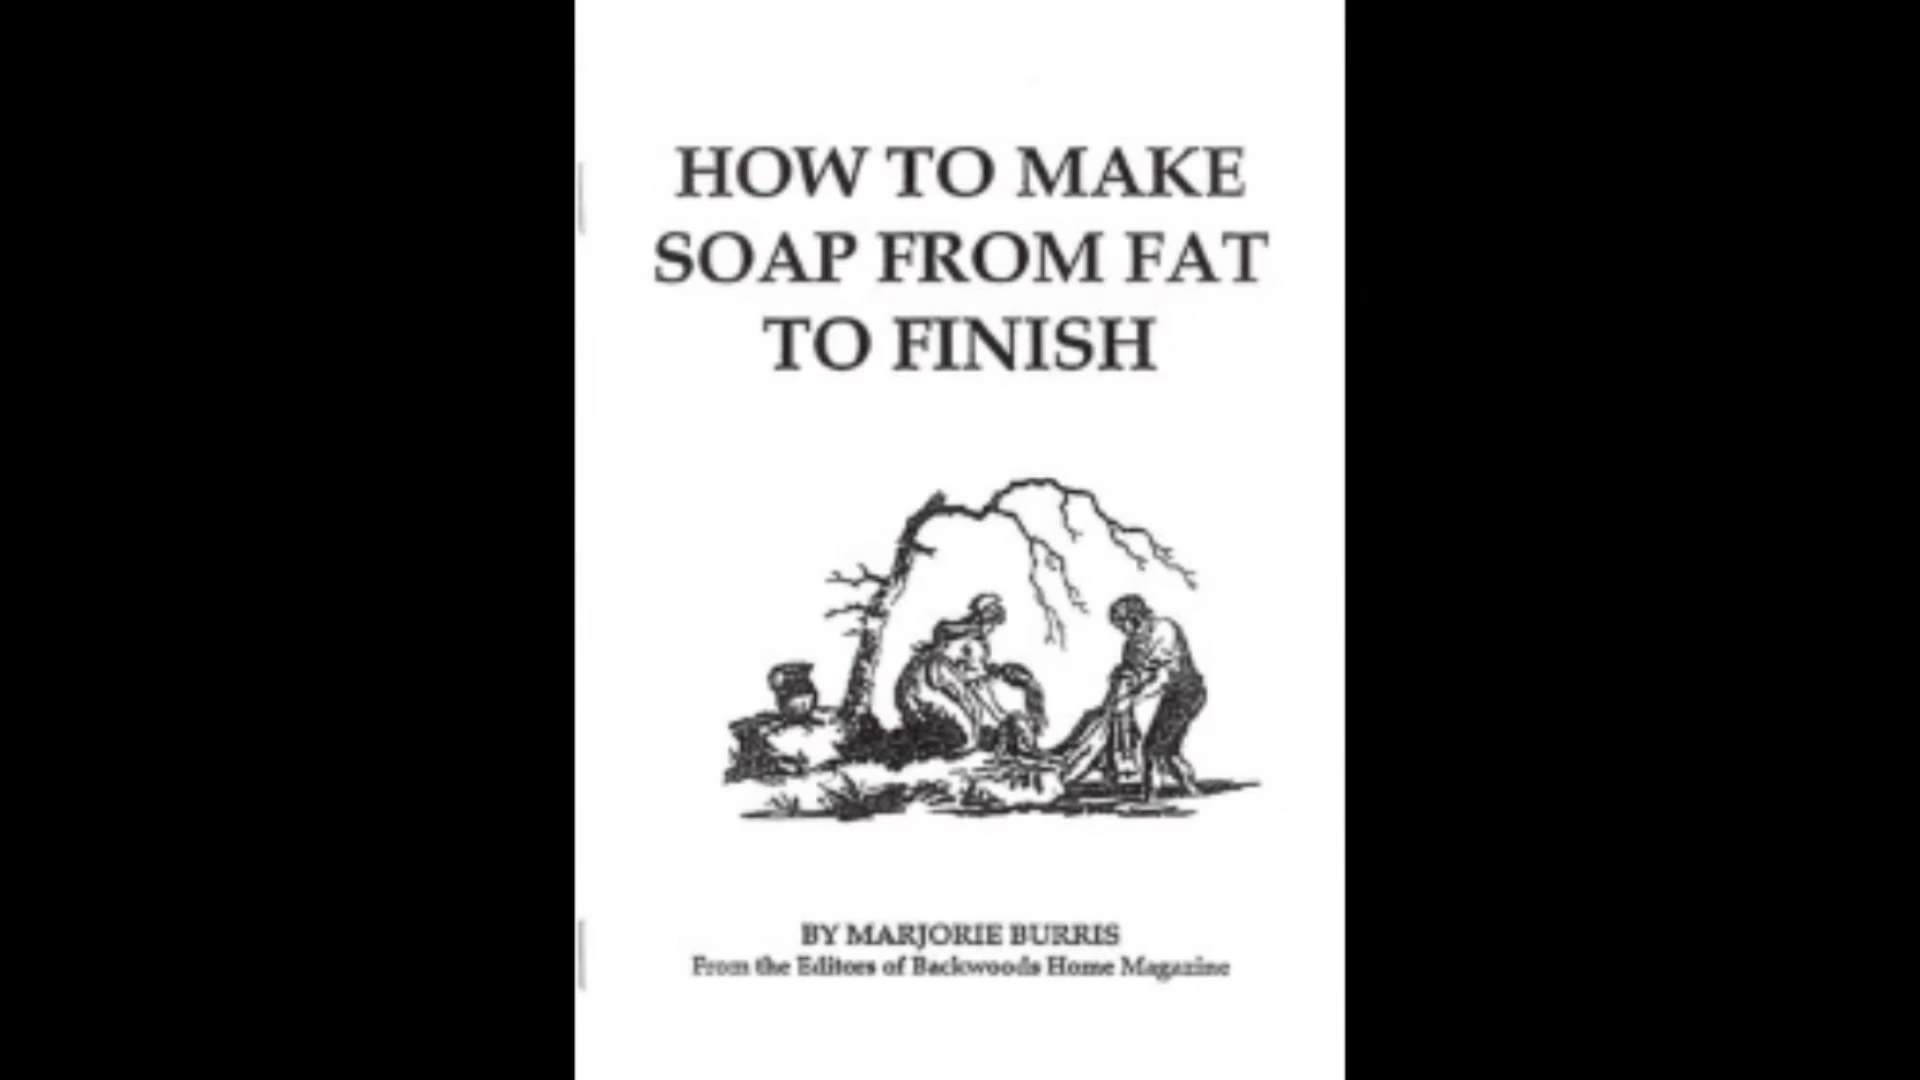 HOW TO MAKE
SOAP FROM FAT
TO FINISH
BY MARJORIE BURRIS
From the Editors of Backwoods Home Magazine